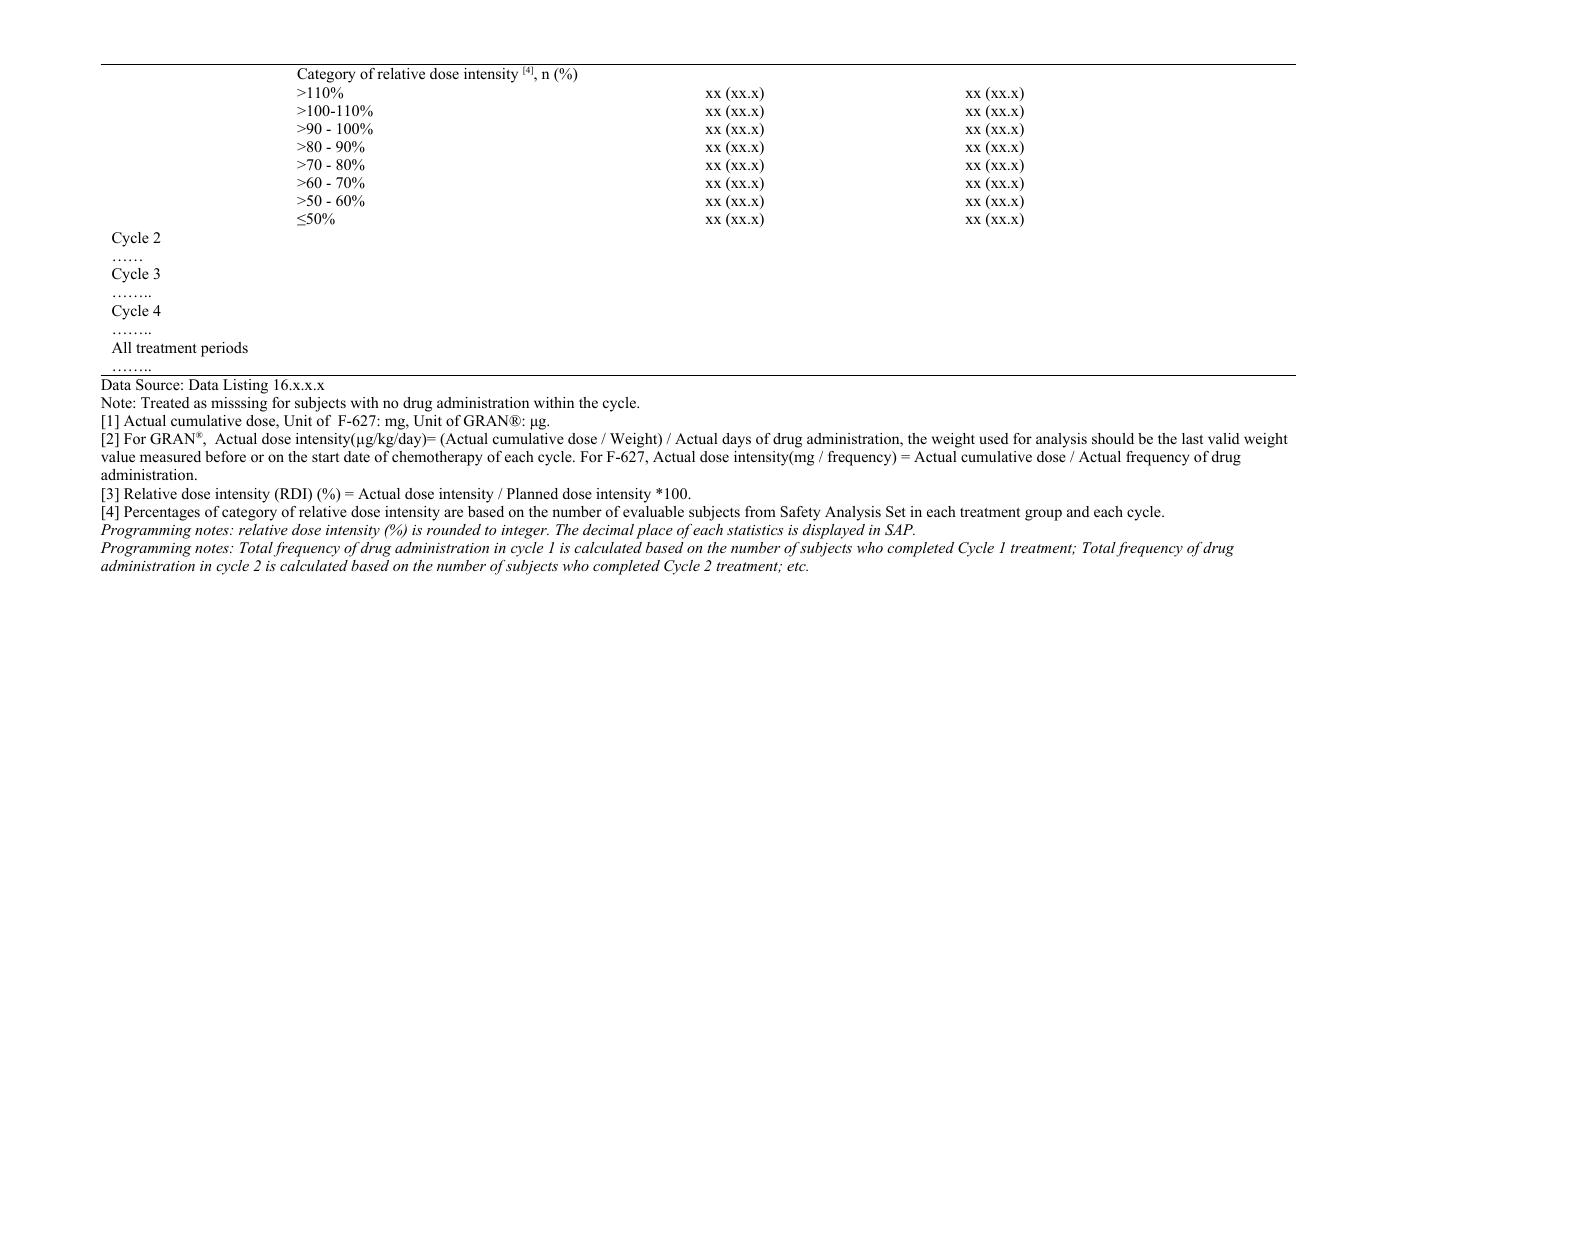 Category of relative dose intensity [4], n (%)
>110% xx (xx.x) xx (xx.x)
>100-110% xx (xx.x) xx (xx.x)
>90 - 100% xx (xx.x) xx (xx.x)
>80 - 90% xx (xx.x) xx (xx.x)
>70 - 80% xx (xx.x) xx (xx.x)
>60 - 70% xx (xx.x) xx (xx.x)
>50 - 60% xx (xx.x) xx (xx.x)
≤50% xx (xx.x) xx (xx.x)
Cycle 2
……
Cycle 3
……..
Cycle 4
……..
All treatment periods
……..
Data Source: Data Listing 16.x.x.x
Note: Treated as misssing for subjects with no drug administration within the cycle.
[1] Actual cumulative dose, Unit of F-627: mg, Unit of GRAN®: μg.
[2] For GRAN®, Actual dose intensity(μg/kg/day)= (Actual cumulative dose / Weight) / Actual days of drug administration, the weight used for analysis should be the last valid weight
value measured before or on the start date of chemotherapy of each cycle. For F-627, Actual dose intensity(mg / frequency) = Actual cumulative dose / Actual frequency of drug
administration.
[3] Relative dose intensity (RDI) (%) = Actual dose intensity / Planned dose intensity *100.
[4] Percentages of category of relative dose intensity are based on the number of evaluable subjects from Safety Analysis Set in each treatment group and each cycle.
Programming notes: relative dose intensity (%) is rounded to integer. The decimal place of each statistics is displayed in SAP.
Programming notes: Total frequency of drug administration in cycle 1 is calculated based on the number of subjects who completed Cycle 1 treatment; Total frequency of drug
administration in cycle 2 is calculated based on the number of subjects who completed Cycle 2 treatment; etc.